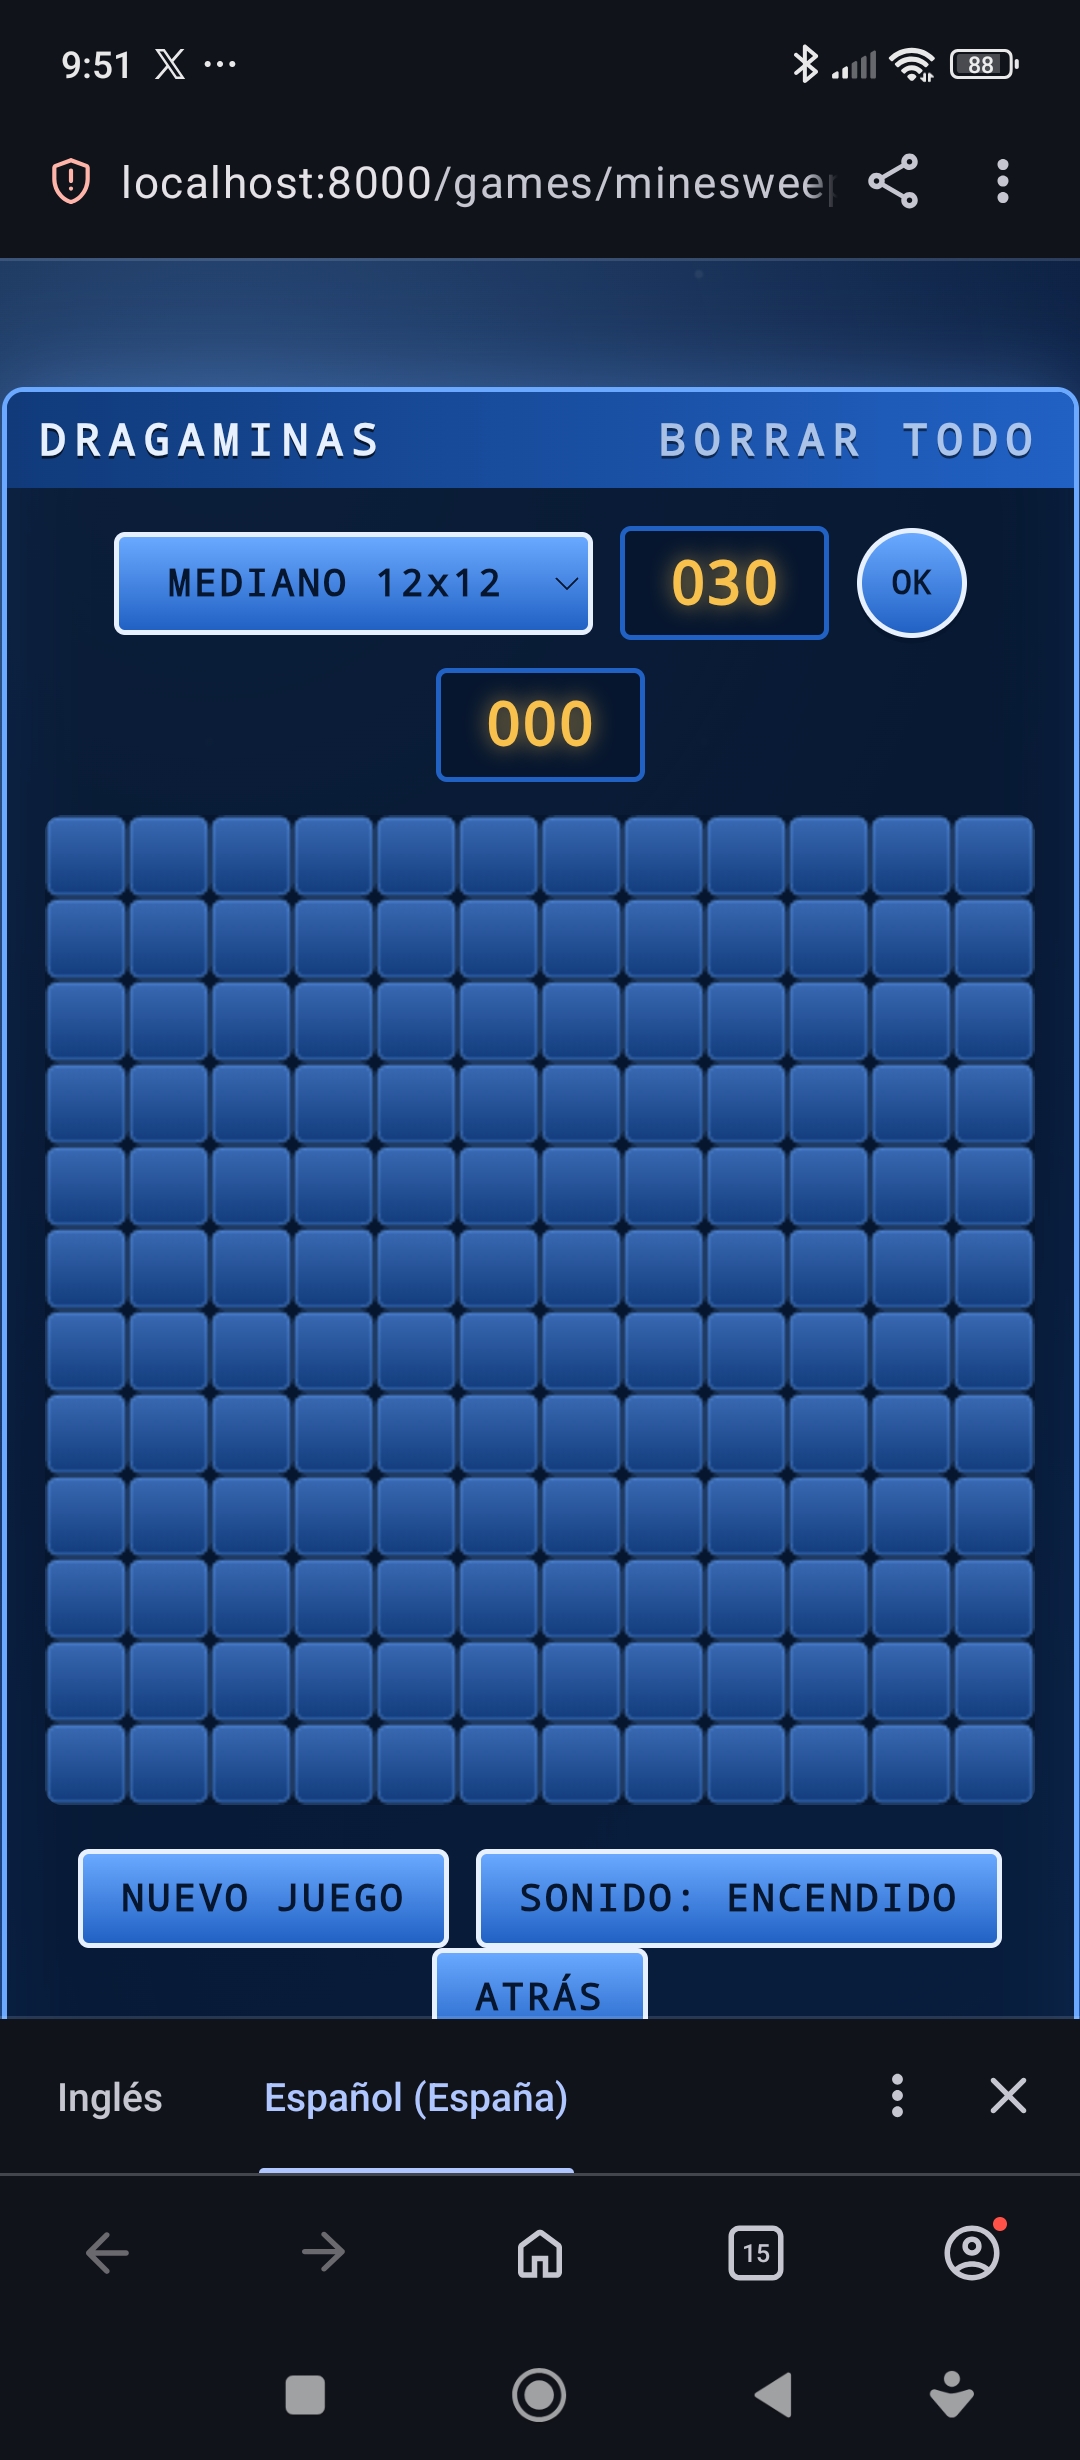 9:51
88
localhost:8000/games/minesweep
DRAGAMINAS
BORRAR TODO
MEDIANO 12x12
030
OK
000
NUEVO JUEGO
SONIDO: ENCENDIDO
ATRÁS
Inglés
Español (España)
15